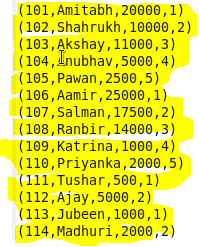 (101,Amitabh,20000,1)
(102,Shahrukh,10000,2)
(103,Akshay,11000,3)
(104,Anubhav,5000,4)
(105,Pawan,2500,5)
(106,Aamir,25000,1)
(107,Salman,17500,2)
(108,Ranbir,14000,3)
(109,Katrina,1000,4)
(110,Priyanka,2000,5)
(111,Tushar,500,1)
(112,Ajay,5000,2)
(113,Jubeen,1000,1)
(114,Madhuri,2000,2)